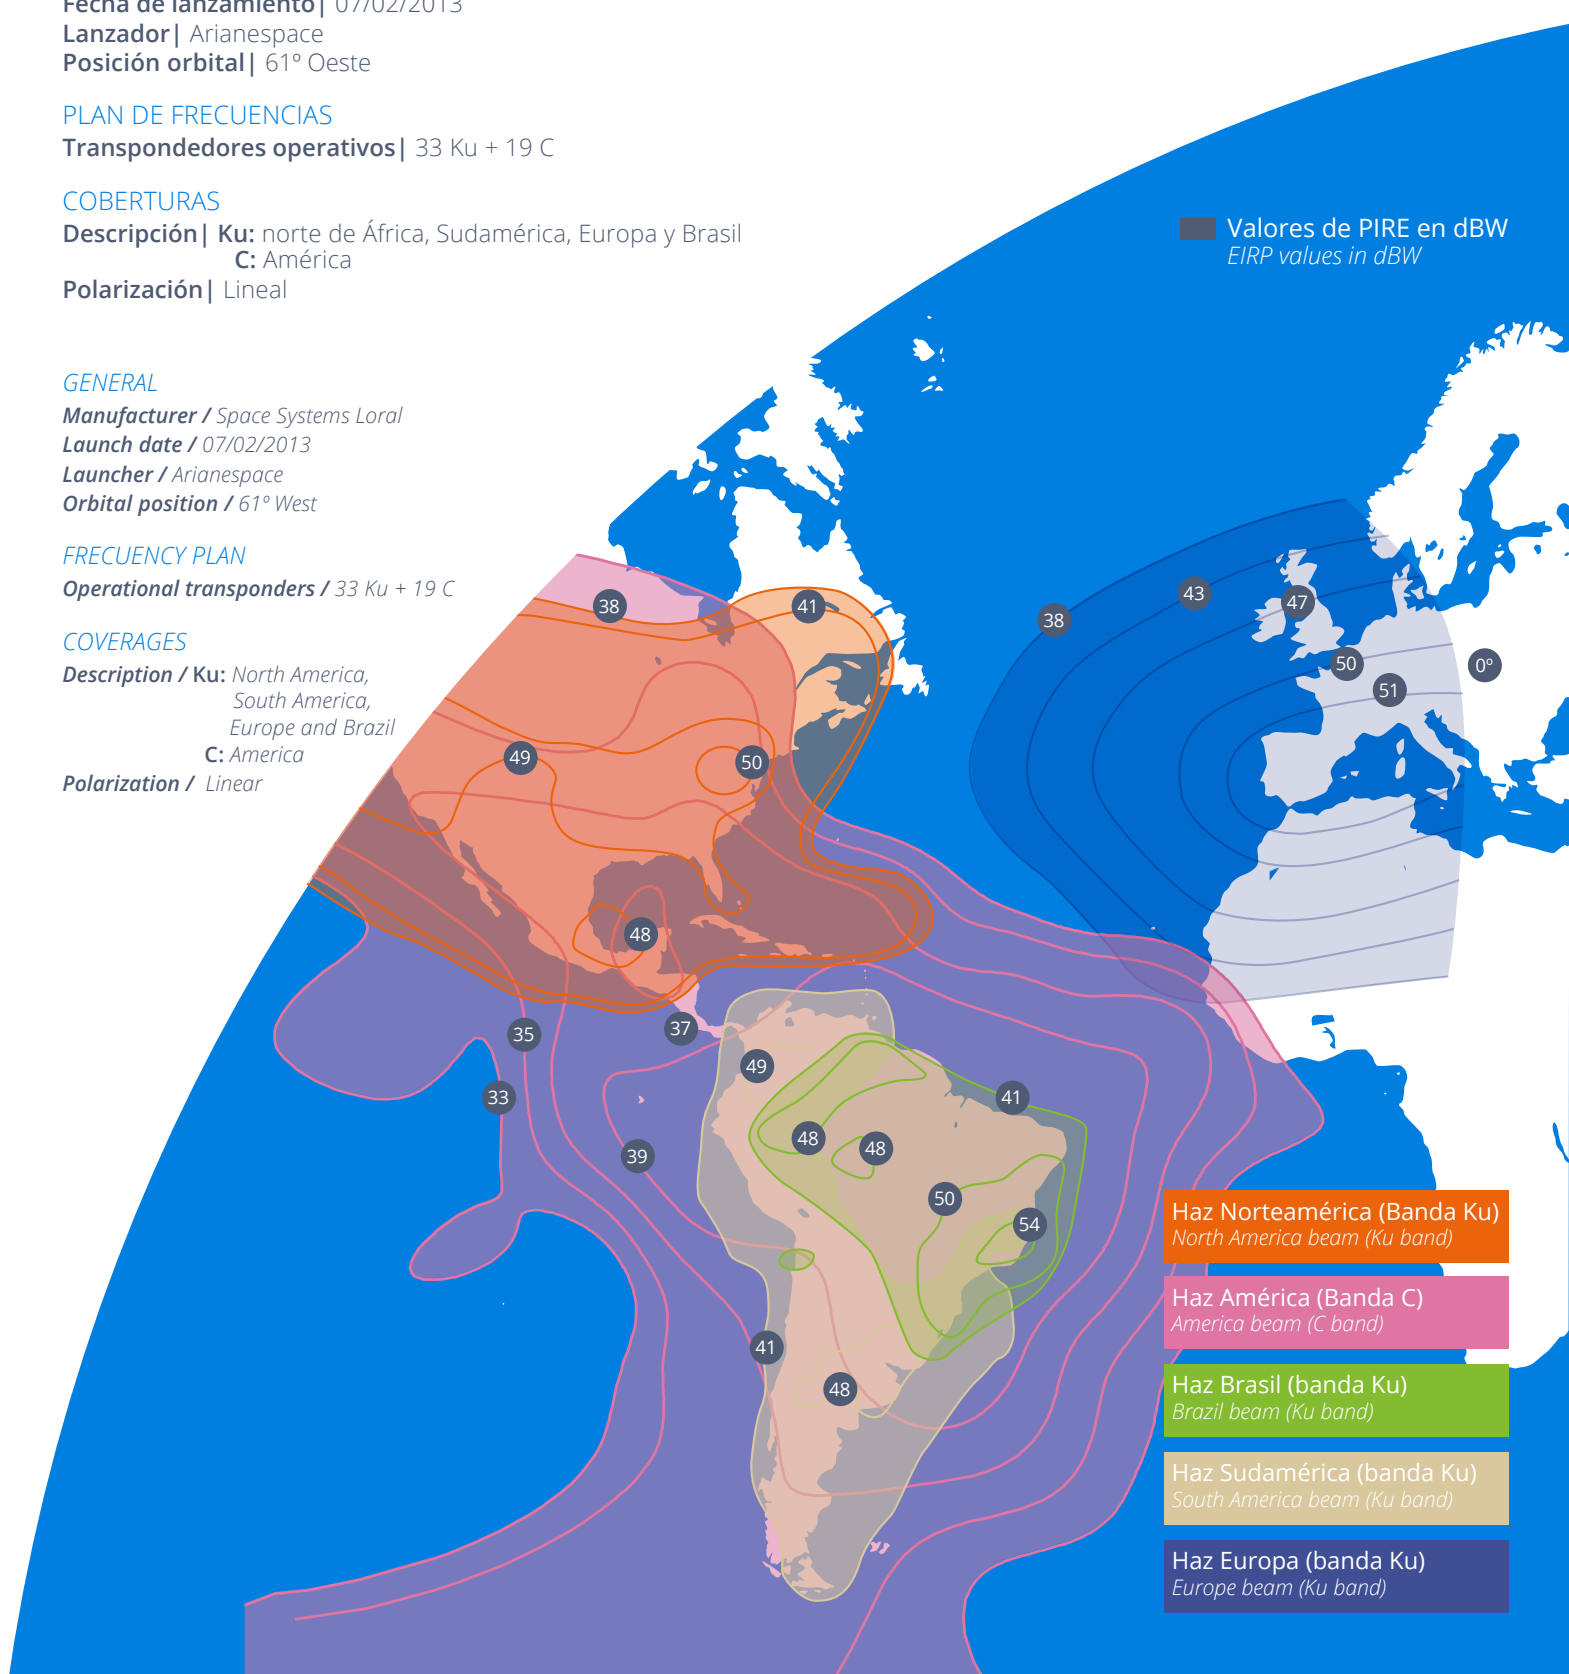 Fecha de lanzamiento| 07/02/2013
Lanzador| Arianespace
Posición orbital| 61º Oeste
PLAN DE FRECUENCIAS
Transpondedores operativos| 33 Ku + 19 C
COBERTURAS
Descripción| Ku: norte de África, Sudamérica, Europa y Brasil
C: América
Polarización| Lineal
Valores de PIRE en dBW
EIRP values in dBW
GENERAL
Manufacturer / Space Systems Loral
Launch date / 07/02/2013
Launcher / Arianespace
Orbital position / 61º West
FRECUENCY PLAN
Operational transponders / 33 Ku + 19 C
COVERAGES
Description / Ku: North America,
South America,
Europe and Brazil
C: America
Polarization / Linear
38
41
38
43
47
50
51
0º
49
50
48
35
37
33
39
49
41
48
48
50
54
41
48
Haz Norteamérica (Banda Ku)
North America beam (Ku band)
Haz América (Banda C)
America beam (C band)
Haz Brasil (banda Ku)
Brazil beam (Ku band)
Haz Sudamérica (banda Ku)
South America beam (Ku band)
Haz Europa (banda Ku)
Europe beam (Ku band)